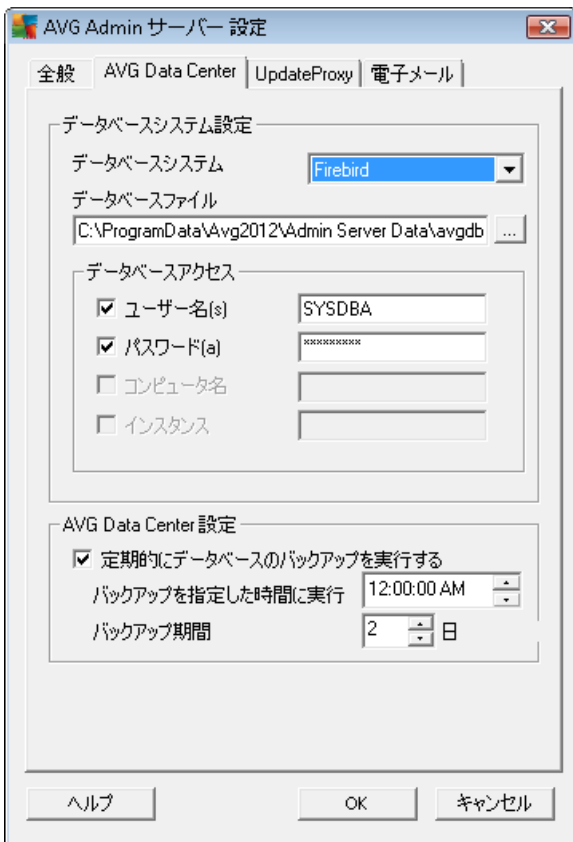 AVG Admin サーバー 設定
全般 AVG Data Center UpdateProxy 電子メール
データベースシステム設定
データベースシステム Firebird
データベースファイル
C:\ProgramData\Avg2012\Admin Server Data\avgdb ...
データベースアクセス
ユーザー名(s) SYSDBA
パスワード(a) *********
コンピュータ名
インスタンス
AVG Data Center 設定
定期的にデータベースのバックアップを実行する
バックアップを指定した時間に実行 12:00:00 AM
バックアップ期間 2 日
ヘルプ OK キャンセル